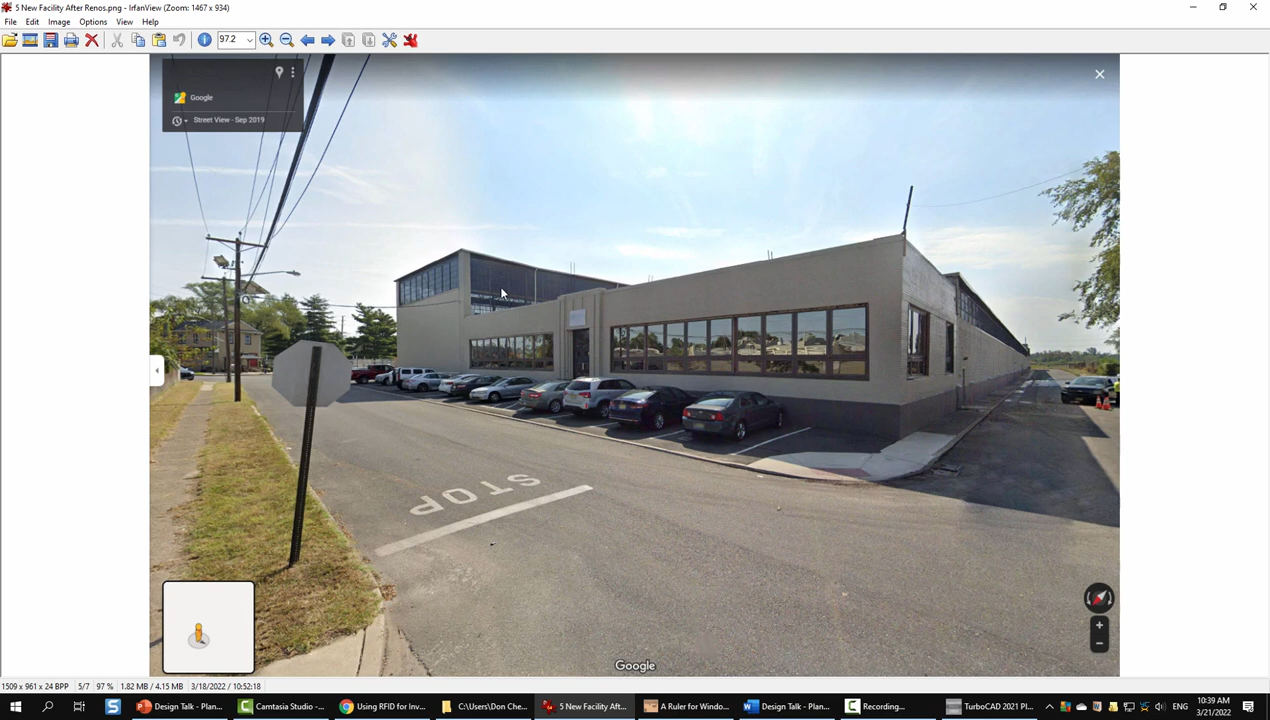 5 New Facility After Renos.png - IrfanView (Zoom: 1467 x 934)
File Edit Image Options View Help
97.2
Google
Street View - Sep 2019
STOP
Google
1509 x 961 x 24 BPP 5/7 97 % 1.82 MB / 4.15 MB 3/18/2022 / 10:52:18
Design Talk - Plan...
Camtasia Studio -...
Using RFID for Inv...
C:\Users\Don Che...
5 New Facility Aft...
A Ruler for Window...
Design Talk - Plan...
Recording...
TurboCAD 2021 Pl...
ENG
10:39 AM
3/21/2022